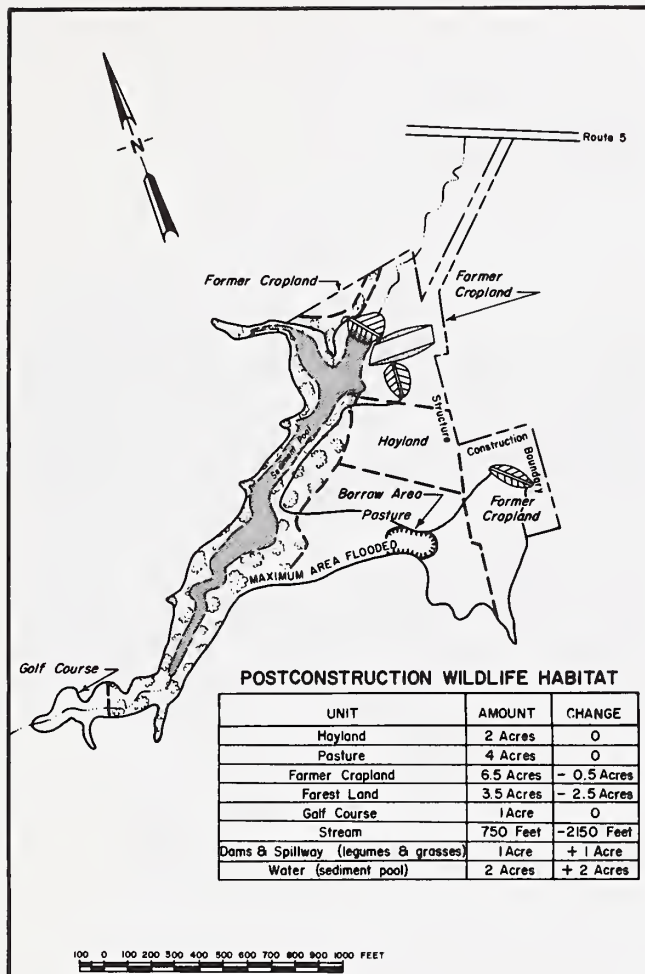 N
Route 5
Former Cropland
Former
Cropland
Structure
Sediment Pool
Hayland
Construction
Boundary
Borrow Area
Former
Cropland
Pasture
MAXIMUM AREA FLOODED
Golf Course
POSTCONSTRUCTION WILDLIFE HABITAT
UNIT AMOUNT CHANGE
Hayland 2 Acres 0
Pasture 4 Acres 0
Former Cropland 6.5 Acres - 0.5 Acres
Forest Land 3.5 Acres - 2.5 Acres
Golf Course 1 Acre 0
Stream 750 Feet -2150 Feet
Dams & Spillway (legumes & grasses) 1 Acre + 1 Acre
Water (sediment pool) 2 Acres + 2 Acres
100 0 100 200 300 400 500 600 700 800 900 1000 FEET